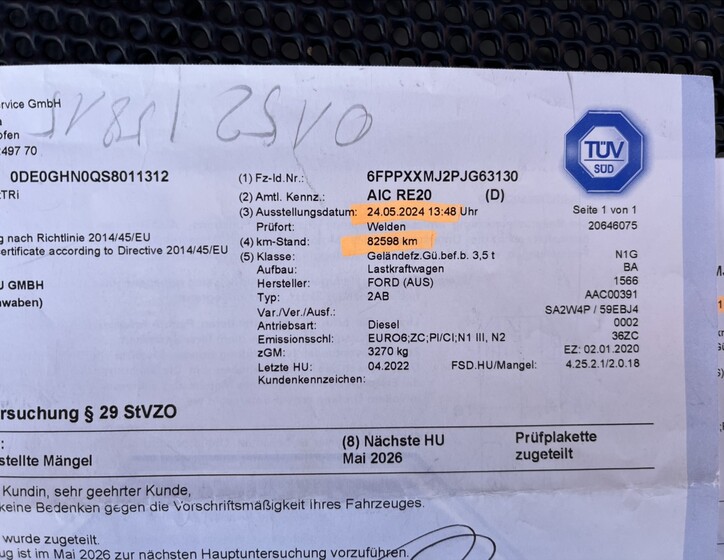 rvice GmbH
ofen
497 70
0DE0GHN0QS8011312
TRi
g nach Richtlinie 2014/45/EU
certificate according to Directive 2014/45/EU
J GMBH
waben)
(1) Fz-Id.Nr.: 6FPPXXMJ2PJG63130
(2) Amtl. Kennz.: AIC RE20 (D)
(3) Ausstellungsdatum: 24.05.2024 13:48 Uhr Seite 1 von 1
Prüfort: Welden 20646075
(4) km-Stand: 82598 km
(5) Klasse: Geländefz.Gü.bef.b. 3,5 t N1G
Aufbau: Lastkraftwagen BA
Hersteller: FORD (AUS) 1566
Typ: 2AB AAC00391
Var./Ver./Ausf.: SA2W4P / 59EBJ4
Antriebsart: Diesel 0002
Emissionsschl: EURO6;ZC;PI/CI;N1 III, N2 36ZC
zGM: 3270 kg EZ: 02.01.2020
Letzte HU: 04.2022 FSD.HU/Mangel: 4.25.2.1/2.0.18
Kundenkennzeichen:
TÜV
SÜD
rsuchung § 29 StVZO
: (8) Nächste HU Prüfplakette
stellte Mängel Mai 2026 zugeteilt
Kundin, sehr geehrter Kunde,
keine Bedenken gegen die Vorschriftsmäßigkeit ihres Fahrzeuges.
wurde zugeteilt.
ug ist im Mai 2026 zur nächsten Hauptuntersuchung vorzuführen.